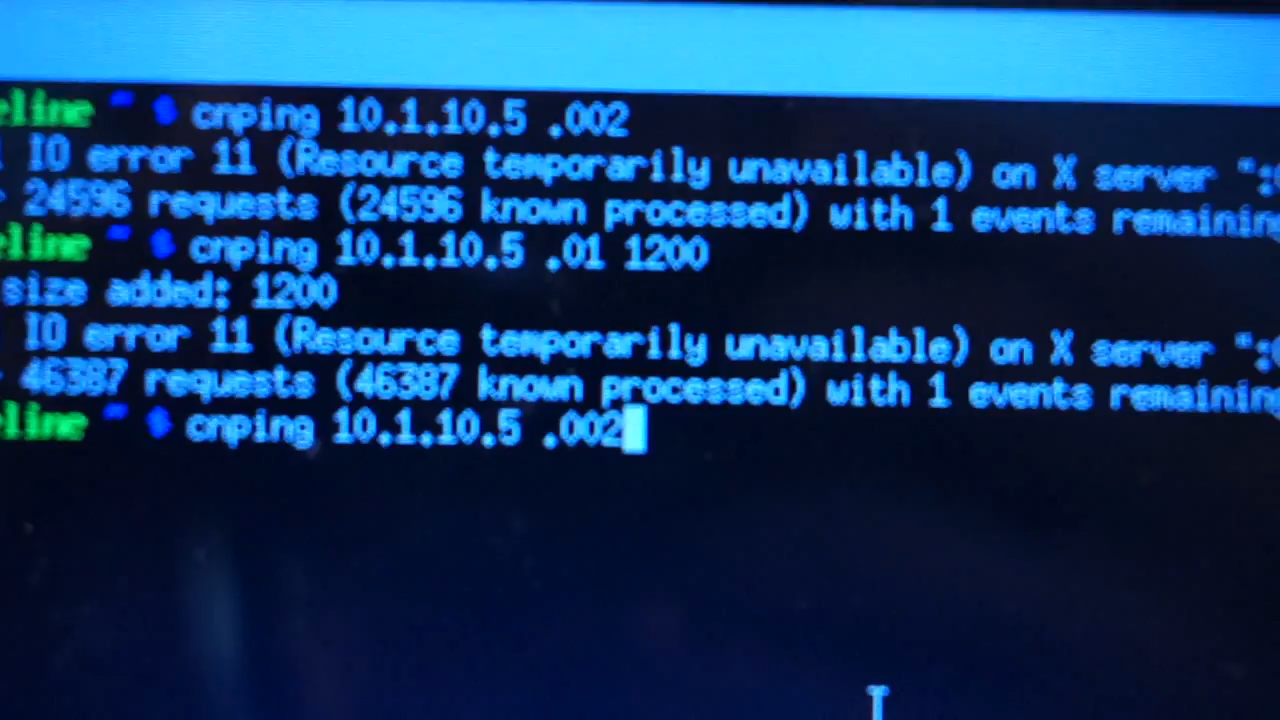 eline ~ $ cnping 10.1.10.5 .002
IO error 11 (Resource temporarily unavailable) on X server ":
24596 requests (24596 known processed) with 1 events remaining
eline ~ $ cnping 10.1.10.5 .01 1200
size added: 1200
IO error 11 (Resource temporarily unavailable) on X server ":
46387 requests (46387 known processed) with 1 events remaining
eline ~ $ cnping 10.1.10.5 .002